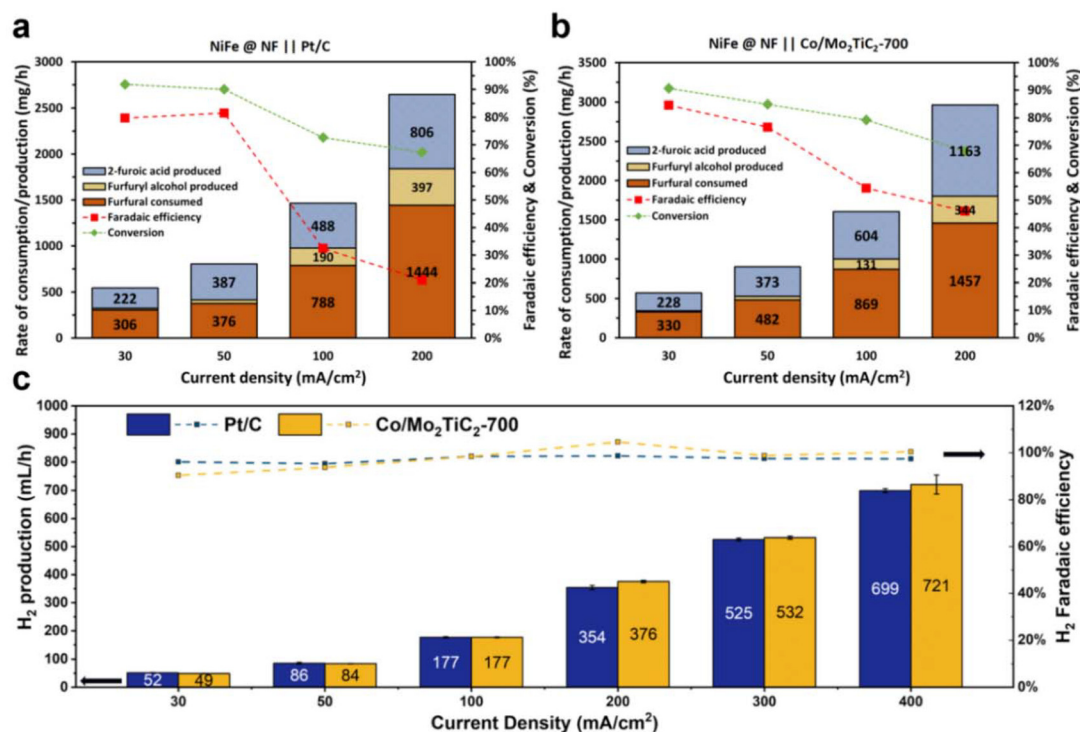 a
NiFe @ NF || Pt/C
Rate of consumption/production (mg/h)
3000
2500
2000
1500
1000
500
0
2-furoic acid produced
Furfuryl alcohol produced
Furfural consumed
Faradaic efficiency
Conversion
222
306
387
376
488
190
788
806
397
1444
100%
90%
80%
70%
60%
50%
40%
30%
20%
10%
0%
Faradaic efficiency & Conversion (%)
30 50 100 200
Current density (mA/cm²)
b
NiFe @ NF || Co/Mo₂TiC₂-700
Rate of consumption/production (mg/h)
3500
3000
2500
2000
1500
1000
500
0
2-furoic acid produced
Furfuryl alcohol produced
Furfural consumed
Faradaic efficiency
Conversion
228
330
373
482
604
131
869
1163
344
1457
100%
90%
80%
70%
60%
50%
40%
30%
20%
10%
0%
Faradaic efficiency & Conversion (%)
30 50 100 200
Current density (mA/cm²)
c
H₂ production (mL/h)
1000
900
800
700
600
500
400
300
200
100
0
Pt/C
Co/Mo₂TiC₂-700
52 49
86 84
177 177
354 376
525 532
699 721
120%
100%
80%
60%
40%
20%
0%
H₂ Faradaic efficiency
30 50 100 200 300 400
Current Density (mA/cm²)